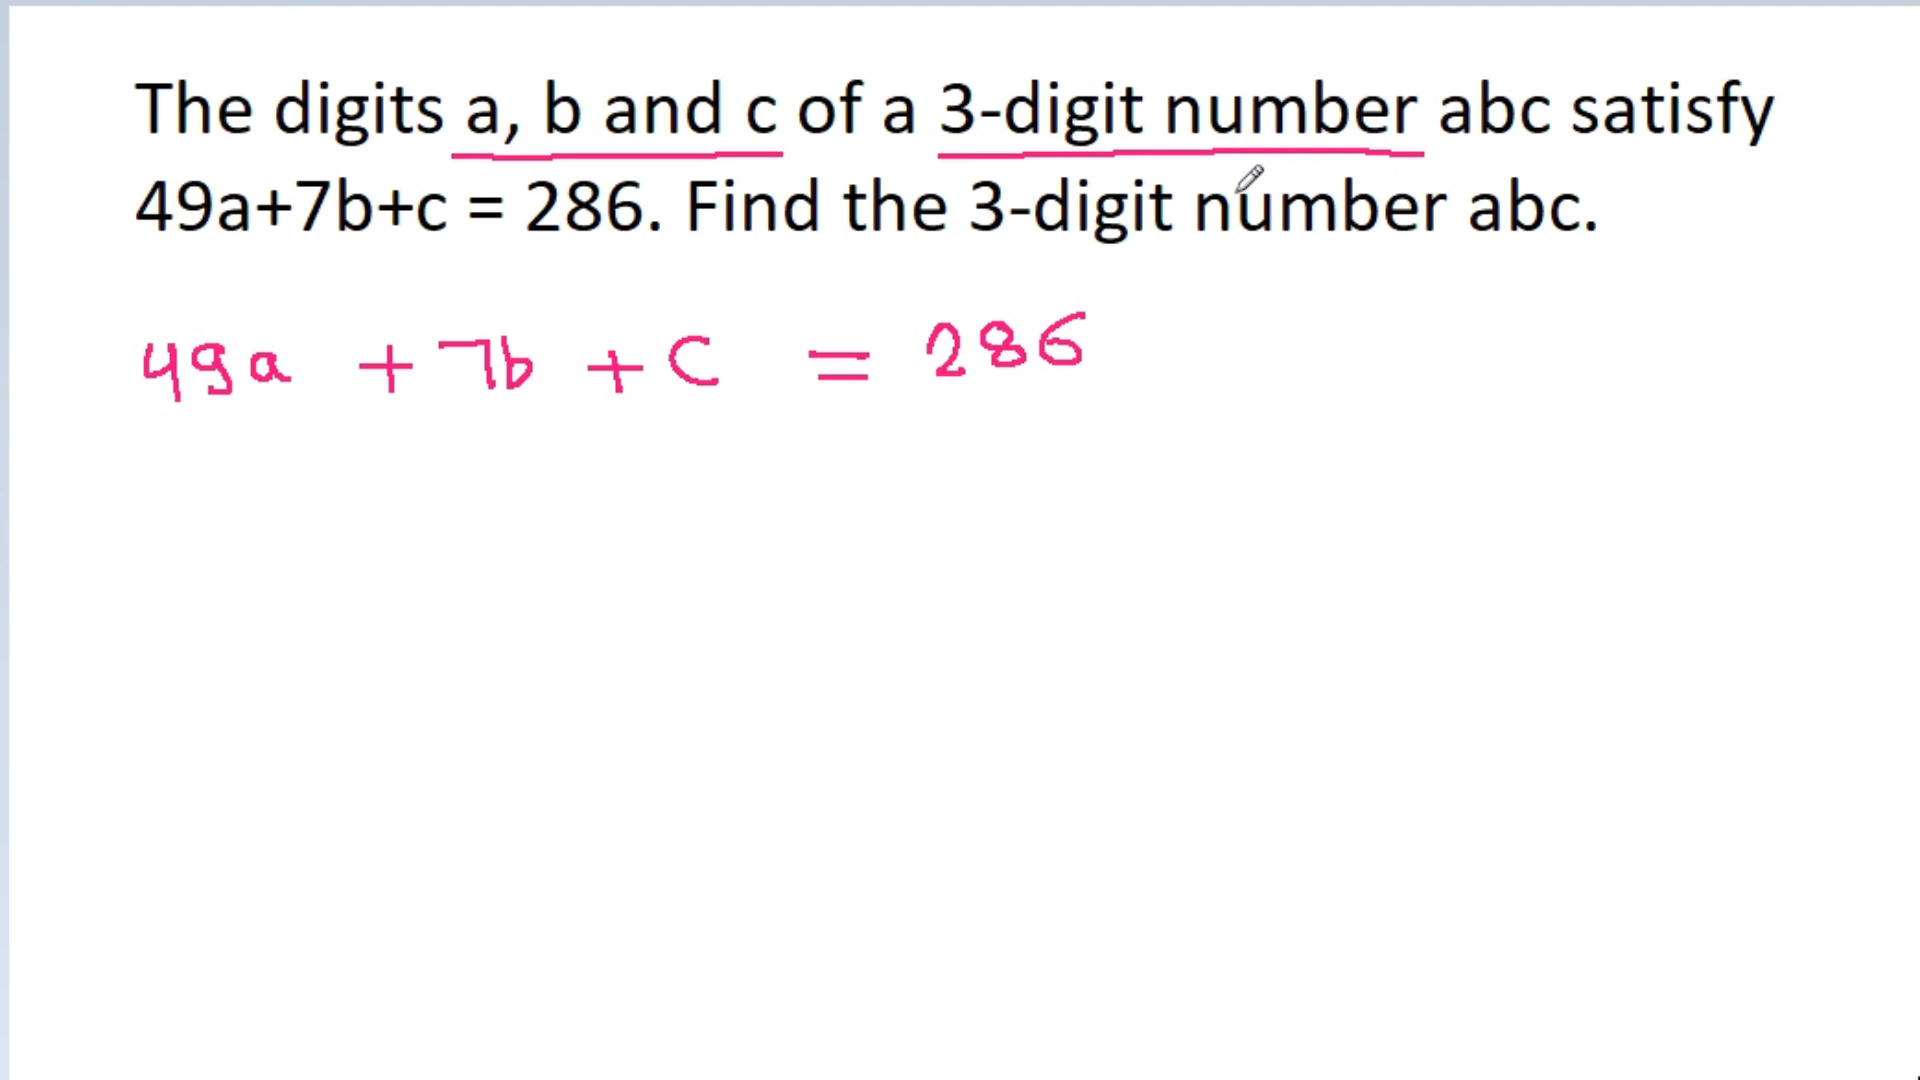 The digits a, b and c of a 3-digit number abc satisfy
49a+7b+c = 286. Find the 3-digit number abc.
49a + 7b + c = 286